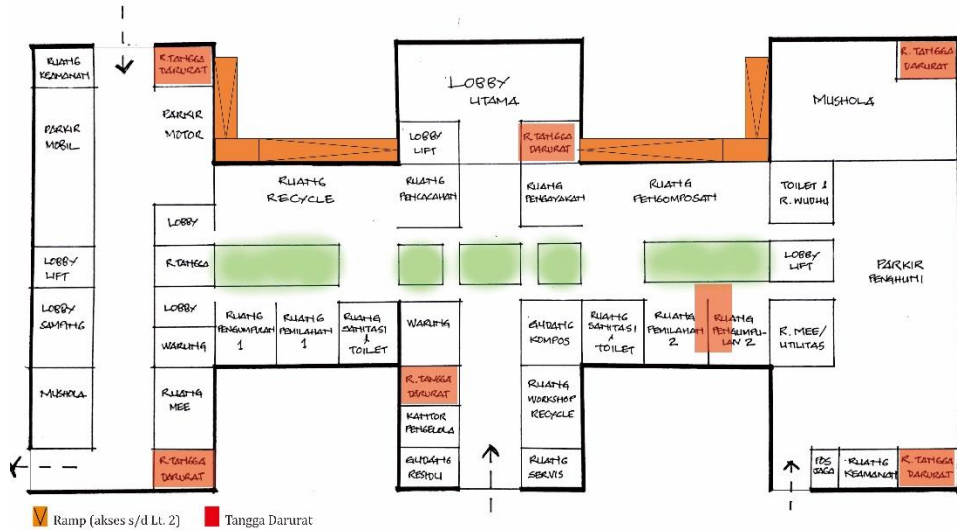 RUANG
KEAMANAN
R.TANGGA
DARURAT
LOBBY
UTAMA
R. TANGGA
DARURAT
MUSHOLA
PARKIR
MOBIL
PARKIR
MOTOR
LOBBY
LIFT
R.TANGGA
DARURAT
RUANG
RECYCLE
RUANG
PENCACAHAN
RUANG
PENGAYAKAN
RUANG
PENGOMPOSAN
TOILET &
R. WUDHU
LOBBY
LOBBY
LIFT
R.TANGGA
LOBBY
LIFT
PARKIR
PENGHUNI
LOBBY
SAMPING
LOBBY
RUANG
PENGUMPULAN
1
RUANG
PEMILAHAN
1
RUANG
SANITASI
&
TOILET
WARUNG
GUDANG
KOMPOS
RUANG
SANITASI
&
TOILET
RUANG
PEMILAHAN
2
RUANG
PENGUMPU-
LAN 2
R. MEE/
UTILITAS
WARUNG
MUSHOLA
RUANG
MEE
R.TANGGA
DARURAT
RUANG
WORKSHOP
RECYCLE
KANTOR
PENGELOLA
R.TANGGA
DARURAT
GUDANG
RESIDU
RUANG
SERVIS
POS
JAGA
RUANG
KEAMANAN
R. TANGGA
DARURAT
Ramp (akses s/d Lt. 2)
Tangga Darurat